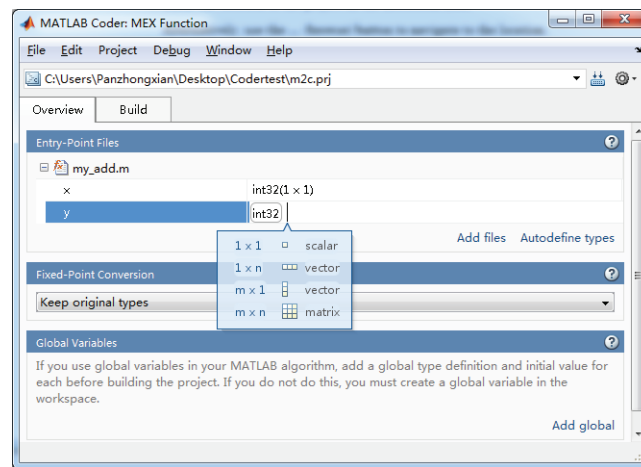 MATLAB Coder: MEX Function
File Edit Project Debug Window Help
C:\Users\Panzhongxian\Desktop\Codertest\m2c.prj
Overview Build
Entry-Point Files
my_add.m
x int32(1 × 1)
y int32
1 × 1 scalar
1 × n vector
m × 1 vector
m × n matrix
Add files Autodefine types
Fixed-Point Conversion
Keep original types
Global Variables
If you use global variables in your MATLAB algorithm, add a global type definition and initial value for
each before building the project. If you do not do this, you must create a global variable in the
workspace.
Add global